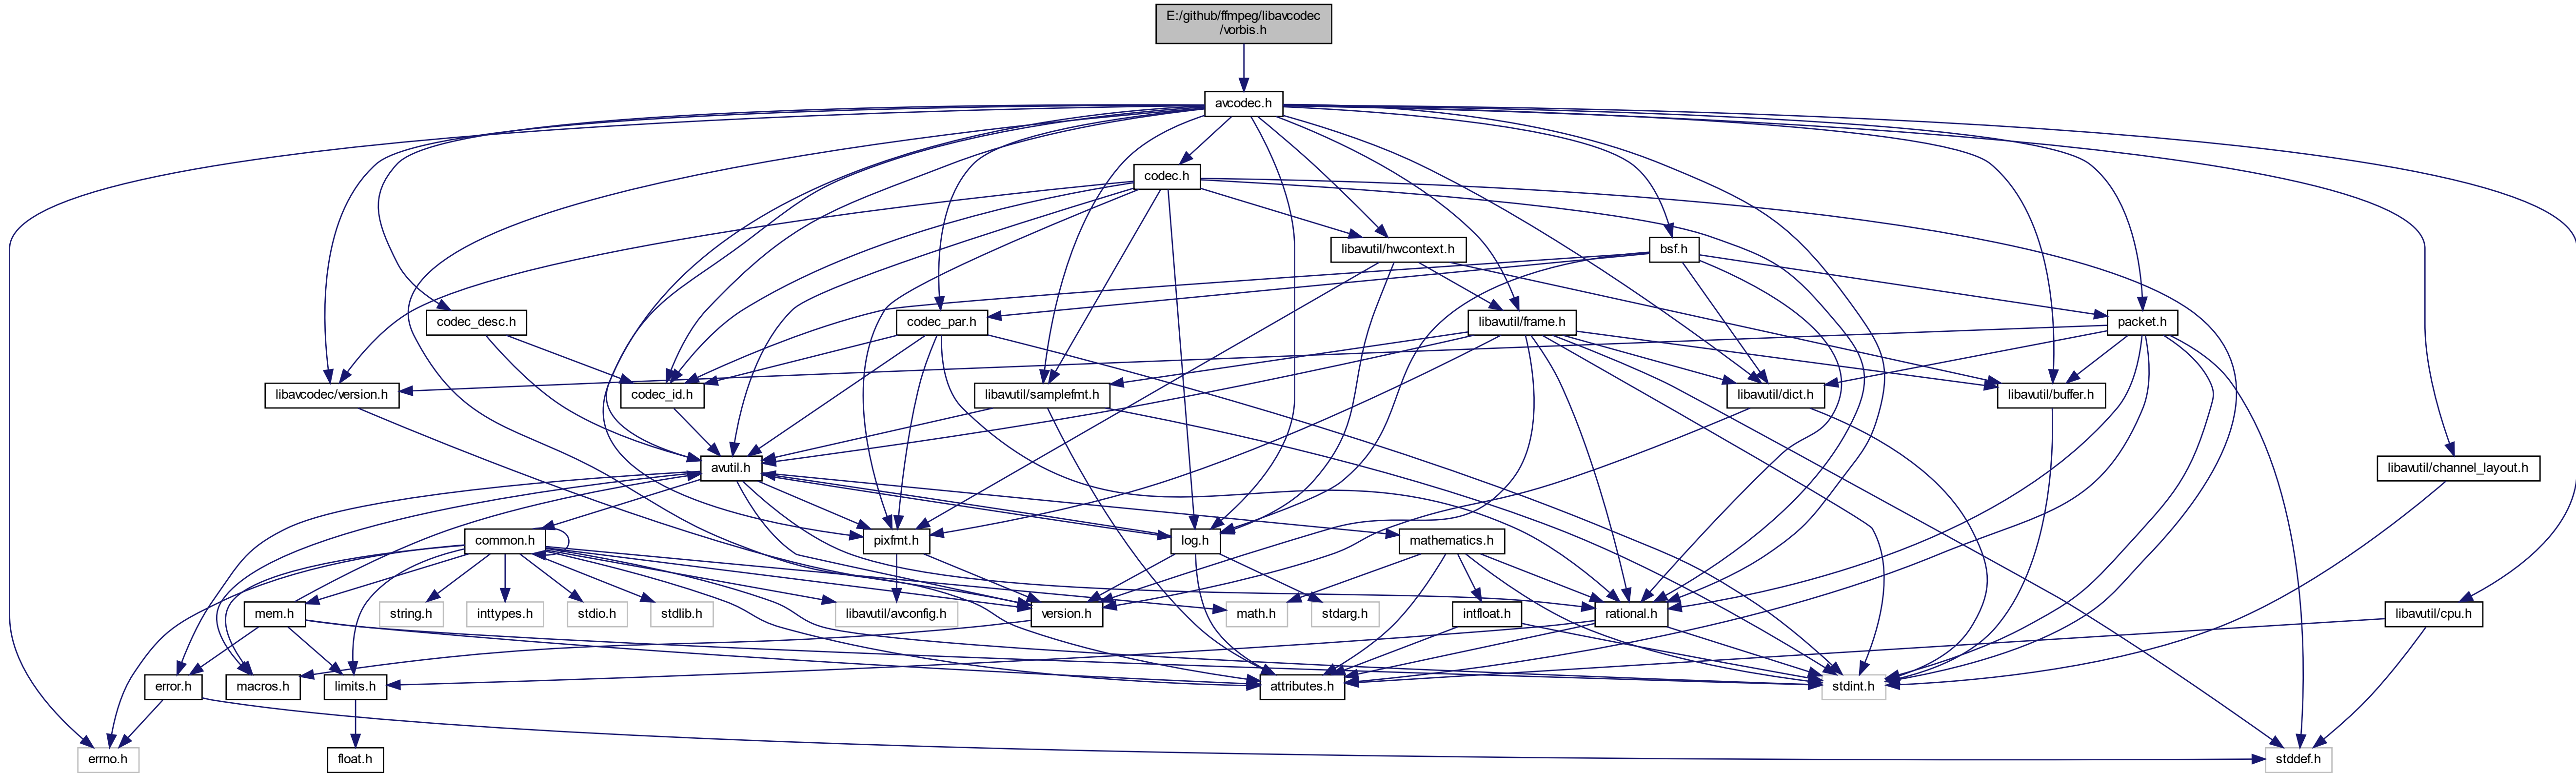 E:/github/ffmpeg/libavcodec
/vorbis.h
avcodec.h
codec.h
libavutil/hwcontext.h
bsf.h
codec_desc.h
codec_par.h
libavutil/frame.h
packet.h
libavcodec/version.h
codec_id.h
libavutil/samplefmt.h
libavutil/dict.h
libavutil/buffer.h
avutil.h
libavutil/channel_layout.h
common.h
pixfmt.h
log.h
mathematics.h
mem.h
string.h
inttypes.h
stdio.h
stdlib.h
libavutil/avconfig.h
version.h
math.h
stdarg.h
intfloat.h
rational.h
libavutil/cpu.h
error.h
macros.h
limits.h
attributes.h
stdint.h
errno.h
float.h
stddef.h